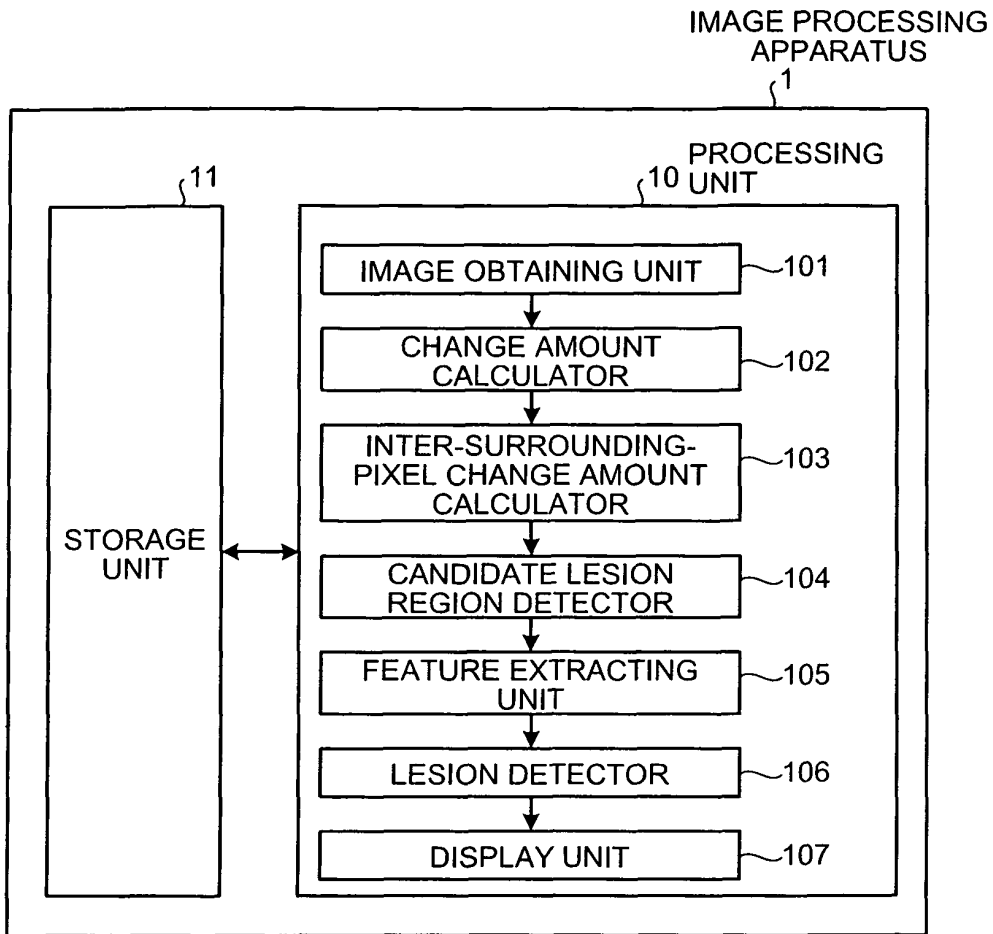 IMAGE PROCESSING
APPARATUS
1
PROCESSING
UNIT
11
10
IMAGE OBTAINING UNIT
101
CHANGE AMOUNT
CALCULATOR
102
INTER-SURROUNDING-
PIXEL CHANGE AMOUNT
CALCULATOR
103
STORAGE
UNIT
CANDIDATE LESION
REGION DETECTOR
104
FEATURE EXTRACTING
UNIT
105
LESION DETECTOR
106
DISPLAY UNIT
107